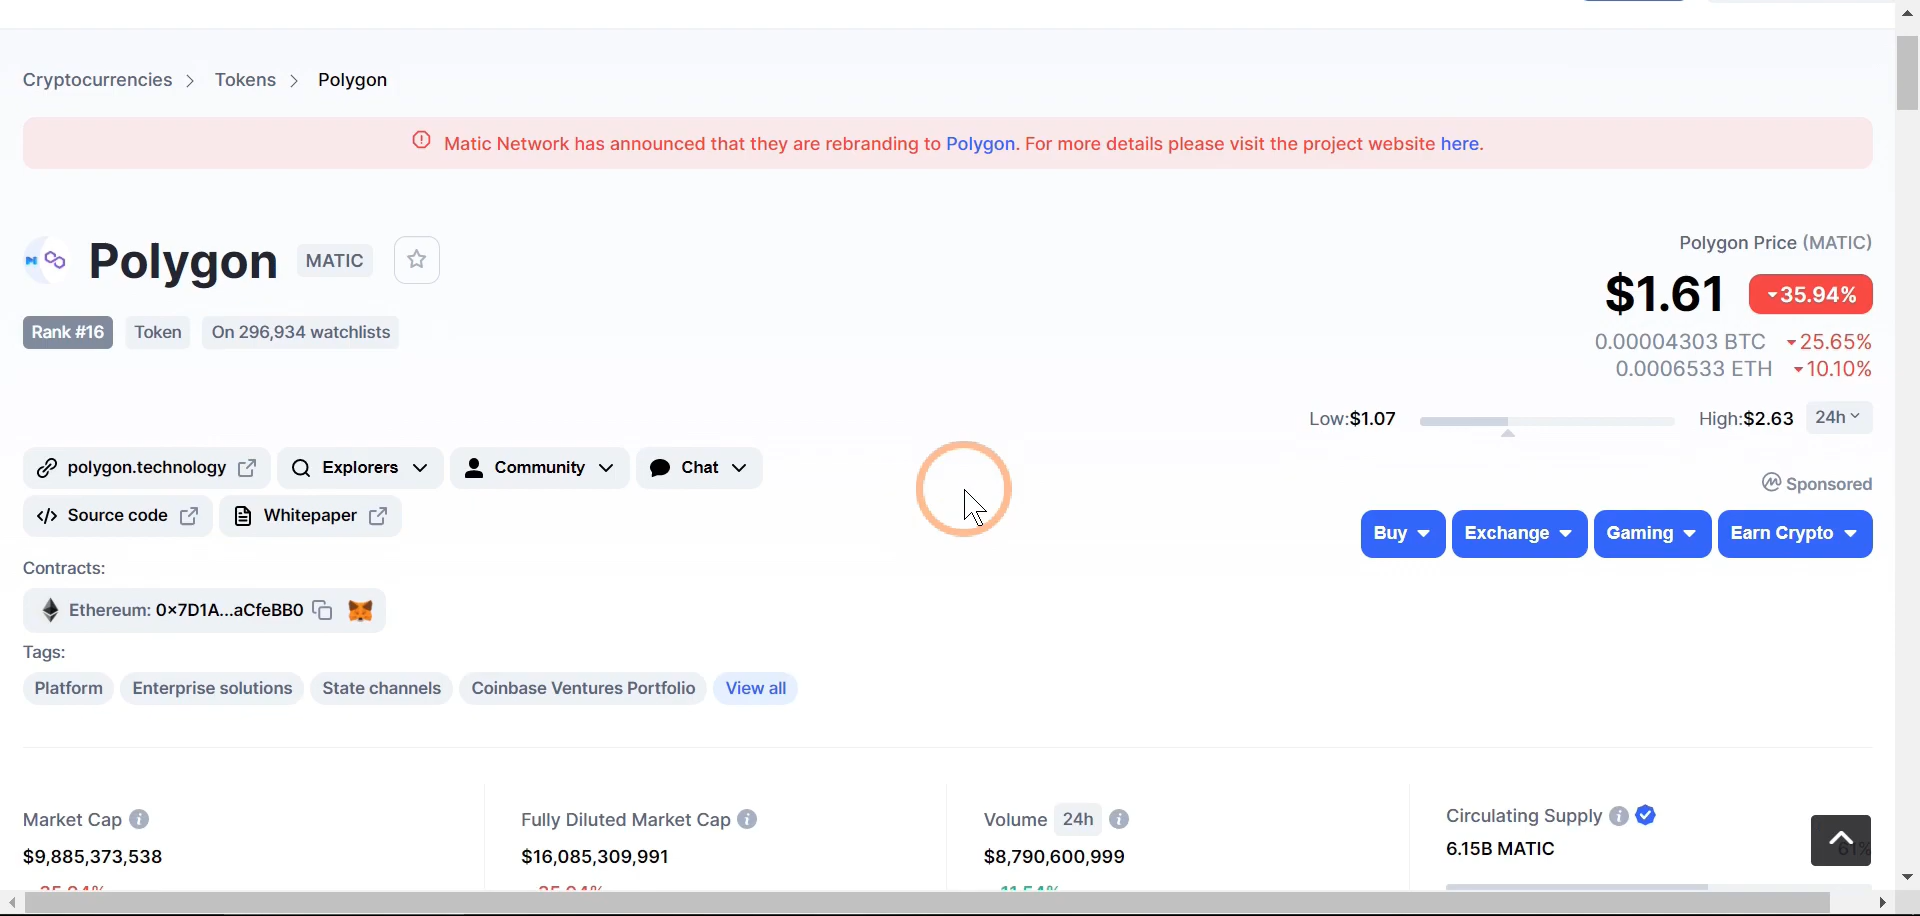 Cryptocurrencies > Tokens > Polygon
Matic Network has announced that they are rebranding to Polygon. For more details please visit the project website here.
Polygon MATIC
Rank #16 Token On 296,934 watchlists
Polygon Price (MATIC)
$1.61 35.94%
0.00004303 BTC 25.65%
0.0006533 ETH 10.10%
Low:$1.07 High:$2.63 24h
polygon.technology Explorers Community Chat
Sponsored
Source code Whitepaper
Buy Exchange Gaming Earn Crypto
Contracts:
Ethereum: 0x7D1A...aCfeBB0
Tags:
Platform Enterprise solutions State channels Coinbase Ventures Portfolio View all
Market Cap Fully Diluted Market Cap Volume 24h Circulating Supply
$9,885,373,538 $16,085,309,991 $8,790,600,999 6.15B MATIC